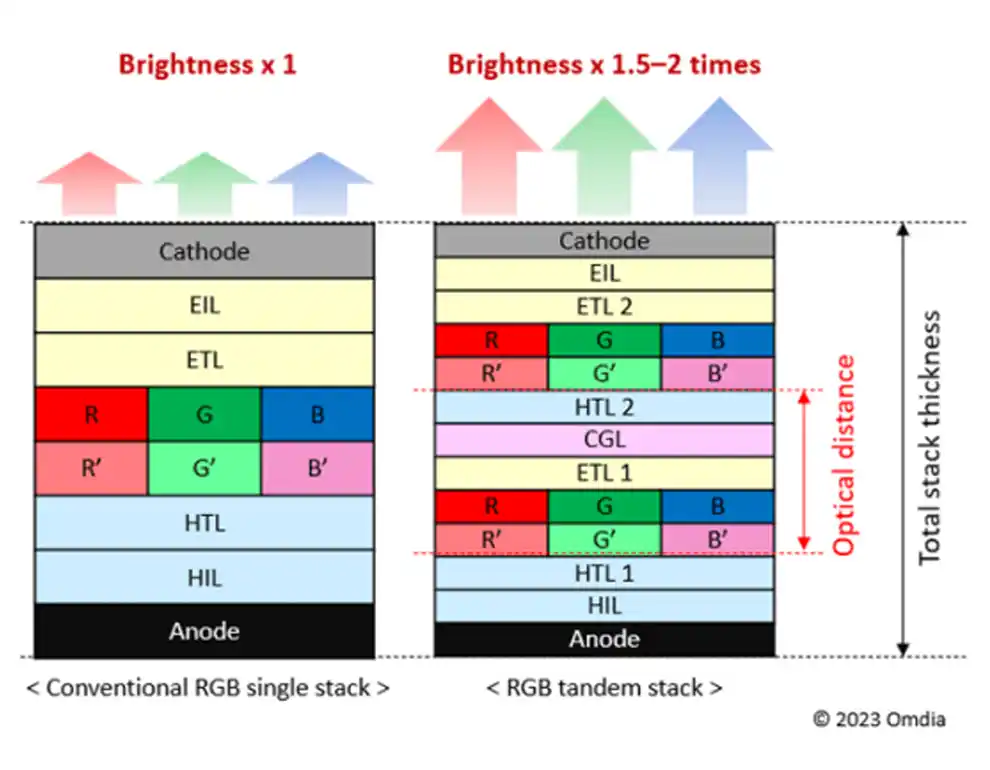 Brightness x 1
Brightness x 1.5–2 times
Cathode
EIL
ETL
R G B
R′ G′ B′
HTL
HIL
Anode
< Conventional RGB single stack >
Cathode
EIL
ETL 2
R G B
R′ G′ B′
HTL 2
CGL
ETL 1
R G B
R′ G′ B′
HTL 1
HIL
Anode
< RGB tandem stack >
Optical distance
Total stack thickness
© 2023 Omdia